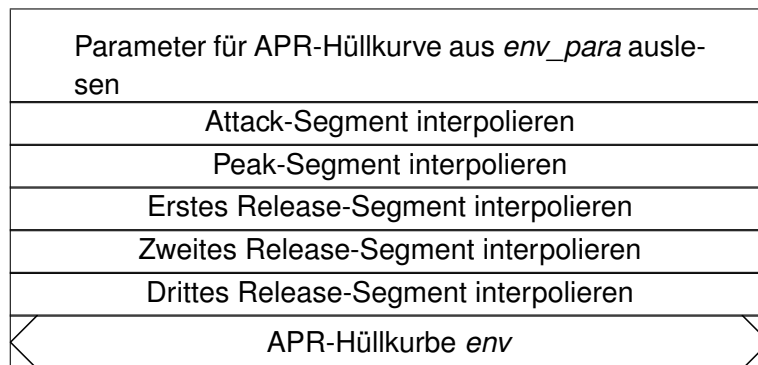 Parameter für APR-Hüllkurve aus env_para ausle-
sen
Attack-Segment interpolieren
Peak-Segment interpolieren
Erstes Release-Segment interpolieren
Zweites Release-Segment interpolieren
Drittes Release-Segment interpolieren
APR-Hüllkurbe env